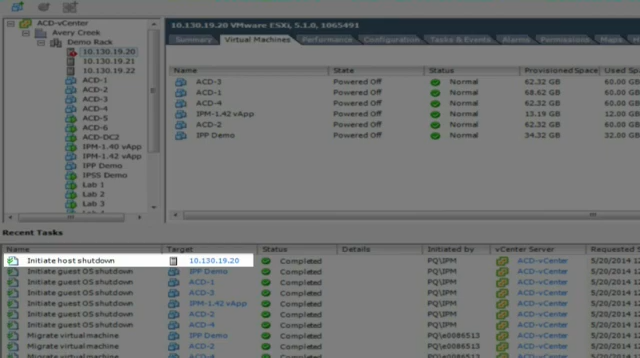 ACD-vCenter
Avery Creek
Demo Rack
10.130.19.20
10.130.19.21
10.130.19.22
ACD-1
ACD-2
ACD-3
ACD-4
ACD-5
ACD-6
ACD-DC2
IPM-1.40 vApp
IPM-1.42 vApp
IPP Demo
IPSS Demo
Lab 1
Lab 2
Lab 3
Lab 4
10.130.19.20 VMware ESXi, 5.1.0, 1065491
Summary Virtual Machines Performance Configuration Tasks & Events Alarms Permissions Maps
Name State Status Provisioned Space Used Sp
ACD-3 Powered Off Normal 62.32 GB 60.00 GB
ACD-1 Powered Off Normal 68.62 GB 60.00 GB
ACD-4 Powered Off Normal 62.32 GB 60.00 GB
IPM-1.42 vApp Powered Off Normal 13.19 GB 12.00 GB
ACD-2 Powered Off Normal 62.32 GB 60.00 GB
IPP Demo Powered Off Normal 34.32 GB 32.00 GB
Recent Tasks
Name Target Status Details Initiated by vCenter Server Requested S
Initiate host shutdown 10.130.19.20 Completed PQ\IPM ACD-vCenter 5/20/2014
Initiate guest OS shutdown IPP Demo Completed PQ\IPM ACD-vCenter 5/20/2014
Initiate guest OS shutdown ACD-1 Completed PQ\IPM ACD-vCenter 5/20/2014
Initiate guest OS shutdown ACD-3 Completed PQ\IPM ACD-vCenter 5/20/2014
Initiate guest OS shutdown IPM-1.42 vApp Completed PQ\IPM ACD-vCenter 5/20/2014
Initiate guest OS shutdown ACD-2 Completed PQ\IPM ACD-vCenter 5/20/2014
Initiate guest OS shutdown ACD-4 Completed PQ\IPM ACD-vCenter 5/20/2014
Migrate virtual machine IPP Demo Completed PQ\e0086513 ACD-vCenter 5/20/2014
Migrate virtual machine ACD-1 Completed PQ\e0086513 ACD-vCenter 5/20/2014